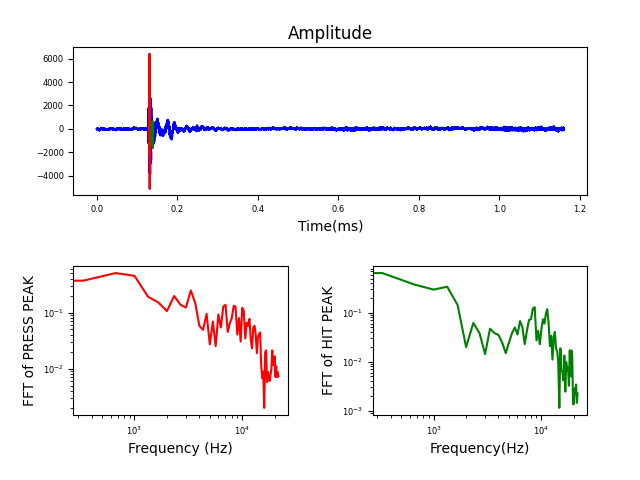 Amplitude
6000
4000
2000
0
−2000
−4000
0.0 0.2 0.4 0.6 0.8 1.0 1.2
Time(ms)
FFT of PRESS PEAK
10⁻¹
10⁻²
10³ 10⁴
Frequency (Hz)
FFT of HIT PEAK
10⁻¹
10⁻²
10⁻³
10³ 10⁴
Frequency(Hz)